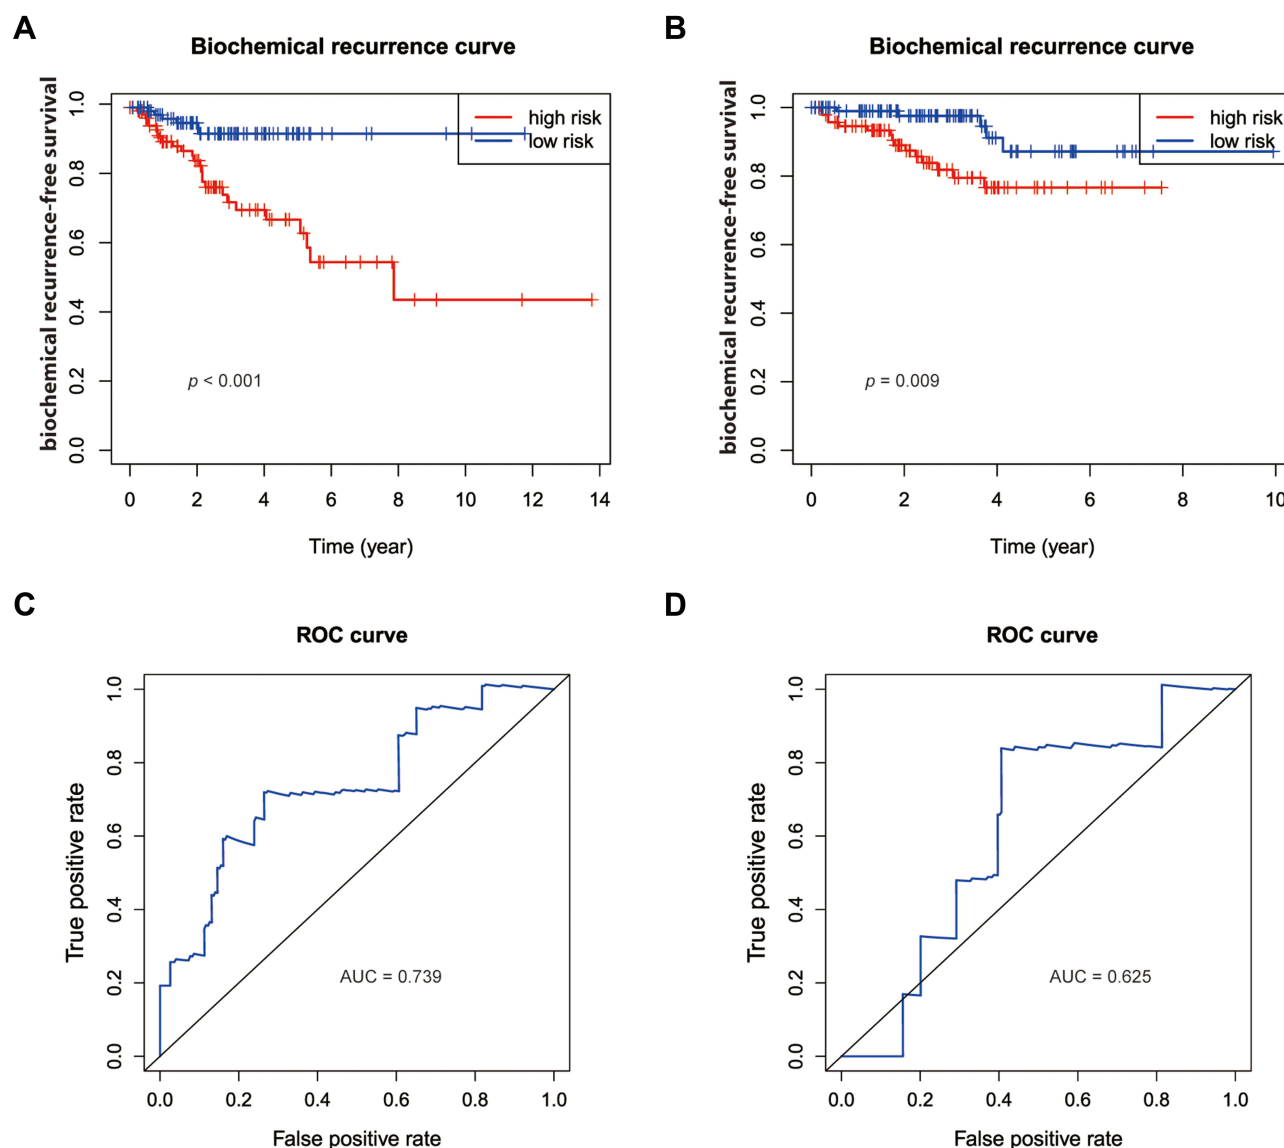 A
Biochemical recurrence curve
biochemical recurrence-free survival
0.0 0.2 0.4 0.6 0.8 1.0
high risk
low risk
p < 0.001
0 2 4 6 8 10 12 14
Time (year)
B
Biochemical recurrence curve
biochemical recurrence-free survival
0.0 0.2 0.4 0.6 0.8 1.0
high risk
low risk
p = 0.009
0 2 4 6 8 10
Time (year)
C
ROC curve
True positive rate
0.0 0.2 0.4 0.6 0.8 1.0
AUC = 0.739
0.0 0.2 0.4 0.6 0.8 1.0
False positive rate
D
ROC curve
True positive rate
0.0 0.2 0.4 0.6 0.8 1.0
AUC = 0.625
0.0 0.2 0.4 0.6 0.8 1.0
False positive rate